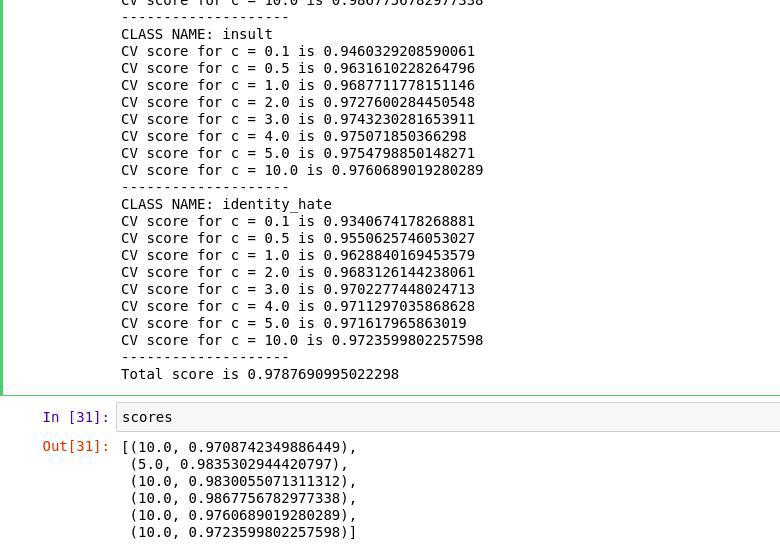 CV score for c = 10.0 is 0.9867756782977338
--------------------
CLASS NAME: insult
CV score for c = 0.1 is 0.9460329208590061
CV score for c = 0.5 is 0.9631610228264796
CV score for c = 1.0 is 0.9687711778151146
CV score for c = 2.0 is 0.9727600284450548
CV score for c = 3.0 is 0.9743230281653911
CV score for c = 4.0 is 0.975071850366298
CV score for c = 5.0 is 0.9754798850148271
CV score for c = 10.0 is 0.9760689019280289
--------------------
CLASS NAME: identity_hate
CV score for c = 0.1 is 0.9340674178268881
CV score for c = 0.5 is 0.9550625746053027
CV score for c = 1.0 is 0.9628840169453579
CV score for c = 2.0 is 0.9683126144238061
CV score for c = 3.0 is 0.9702277448024713
CV score for c = 4.0 is 0.9711297035868628
CV score for c = 5.0 is 0.971617965863019
CV score for c = 10.0 is 0.9723599802257598
--------------------
Total score is 0.9787690995022298
In [31]: scores
Out[31]: [(10.0, 0.9708742349886449),
(5.0, 0.9835302944420797),
(10.0, 0.9830055071311312),
(10.0, 0.9867756782977338),
(10.0, 0.9760689019280289),
(10.0, 0.9723599802257598)]